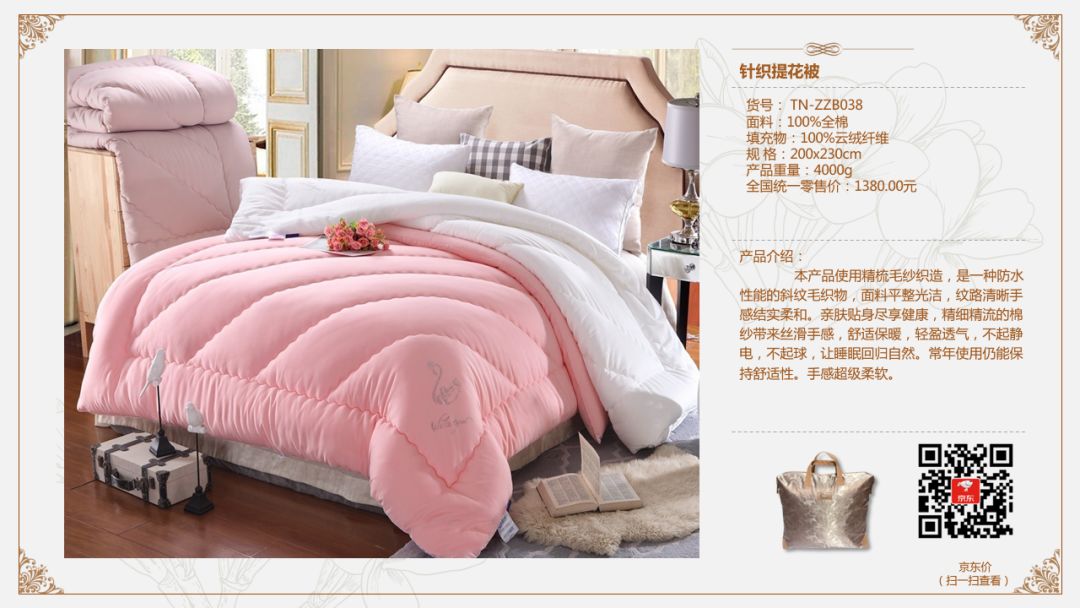 针织提花被
货号： TN-ZZB038
面料：100%全棉
填充物：100%云绒纤维
规 格：200x230cm
产品重量：4000g
全国统一零售价：1380.00元
产品介绍：
本产品使用精梳毛纱织造，是一种防水
性能的斜纹毛织物，面料平整光洁，纹路清晰手
感结实柔和。亲肤贴身尽享健康，精细精流的棉
纱带来丝滑手感，舒适保暖，轻盈透气，不起静
电，不起球，让睡眠回归自然。常年使用仍能保
持舒适性。手感超级柔软。
京东
京东价
（扫一扫查看）